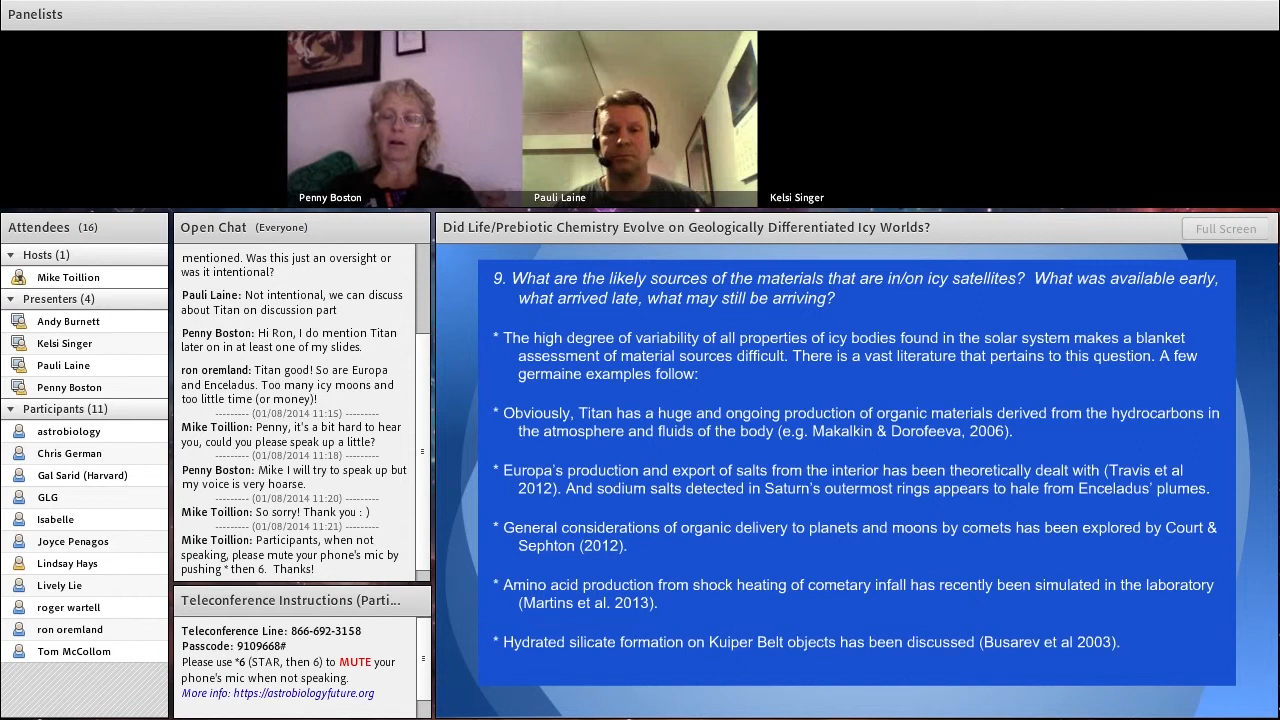 Panelists
Penny Boston
Pauli Laine
Kelsi Singer
Attendees (16)
Hosts (1)
Mike Toillion
Presenters (4)
Andy Burnett
Kelsi Singer
Pauli Laine
Penny Boston
Participants (11)
astrobiology
Chris German
Gal Sarid (Harvard)
GLG
Isabelle
Joyce Penagos
Lindsay Hays
Lively Lie
roger wartell
ron oremland
Tom McCollom
Open Chat (Everyone)
mentioned. Was this just an oversight or
was it intentional?
Pauli Laine: Not intentional, we can discuss
about Titan on discussion part
Penny Boston: Hi Ron, I do mention Titan
later on in at least one of my slides.
ron oremland: Titan good! So are Europa
and Enceladus. Too many icy moons and
too little time (or money)!
--------- (01/08/2014 11:15) ---------
Mike Toillion: Penny, it's a bit hard to hear
you, could you please speak up a little?
--------- (01/08/2014 11:18) ---------
Penny Boston: Mike I will try to speak up but
my voice is very hoarse.
--------- (01/08/2014 11:20) ---------
Mike Toillion: So sorry! Thank you : )
--------- (01/08/2014 11:21) ---------
Mike Toillion: Participants, when not
speaking, please mute your phone's mic by
pushing * then 6. Thanks!
Teleconference Instructions (Parti...
Teleconference Line: 866-692-3158
Passcode: 9109668#
Please use *6 (STAR, then 6) to MUTE your
phone's mic when not speaking.
More info: https://astrobiologyfuture.org
Did Life/Prebiotic Chemistry Evolve on Geologically Differentiated Icy Worlds?
Full Screen
9. What are the likely sources of the materials that are in/on icy satellites? What was available early,
what arrived late, what may still be arriving?
* The high degree of variability of all properties of icy bodies found in the solar system makes a blanket
assessment of material sources difficult. There is a vast literature that pertains to this question. A few
germaine examples follow:
* Obviously, Titan has a huge and ongoing production of organic materials derived from the hydrocarbons in
the atmosphere and fluids of the body (e.g. Makalkin & Dorofeeva, 2006).
* Europa's production and export of salts from the interior has been theoretically dealt with (Travis et al
2012). And sodium salts detected in Saturn's outermost rings appears to hale from Enceladus' plumes.
* General considerations of organic delivery to planets and moons by comets has been explored by Court &
Sephton (2012).
* Amino acid production from shock heating of cometary infall has recently been simulated in the laboratory
(Martins et al. 2013).
* Hydrated silicate formation on Kuiper Belt objects has been discussed (Busarev et al 2003).